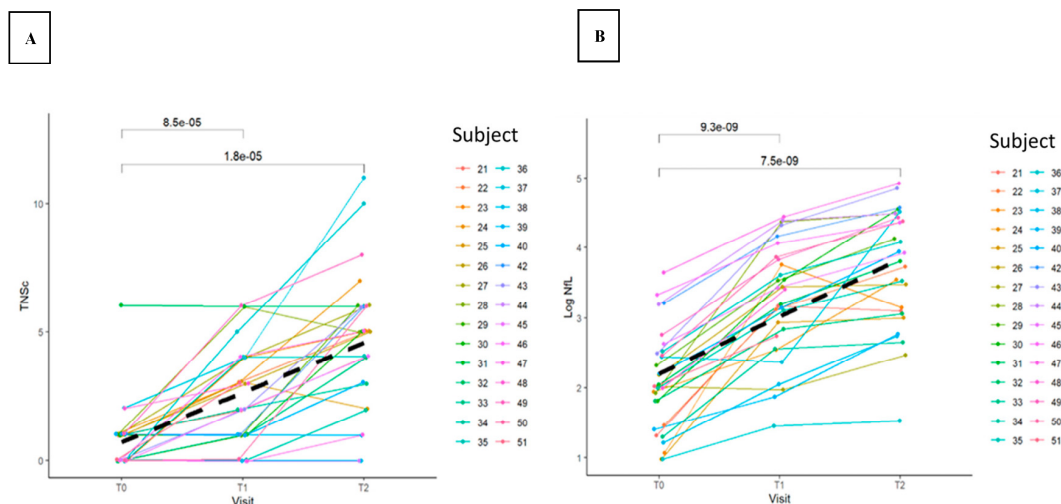 A
B
8.5e-05
1.8e-05
10
5
0
TNSc
T0 T1 T2
Visit
Subject
21 36
22 37
23 38
24 39
25 40
26 42
27 43
28 44
29 45
30 46
31 47
32 48
33 49
34 50
35 51
9.3e-09
7.5e-09
5
4
3
2
1
Log NfL
T0 T1 T2
Visit
Subject
21 36
22 37
23 38
24 39
25 40
26 42
27 43
28 44
29 45
30 46
31 47
32 48
33 49
34 50
35 51